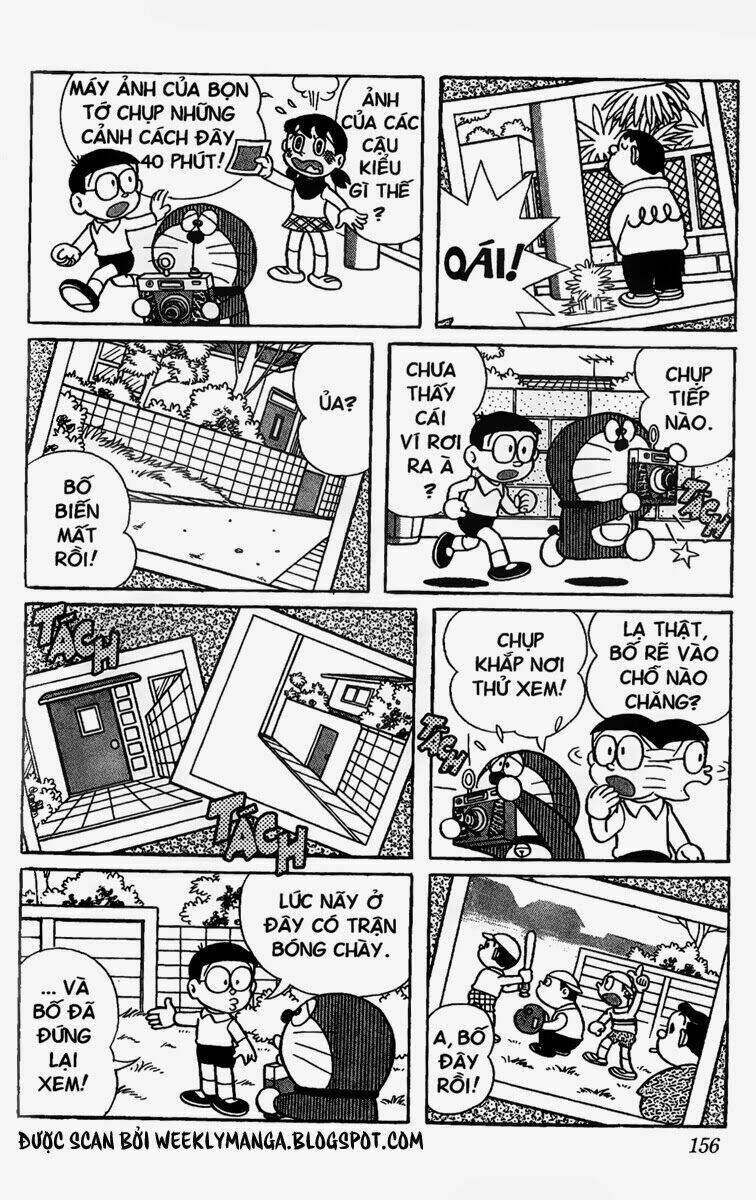 MÁY ẢNH CỦA BỌN
TỚ CHỤP NHỮNG
CẢNH CÁCH ĐÂY
40 PHÚT!
ẢNH
CỦA CÁC
CẬU
KIỂU
GÌ THẾ
?
QÁI!
ỦA?
BỐ
BIẾN
MẤT
RỒI!
CHƯA
THẤY
CÁI
VÍ RƠI
RA À
?
CHỤP
TIẾP
NÀO.
TÁCH
TÁCH
TÁCH
CHỤP
KHẮP NƠI
THỬ XEM!
LẠ THẬT,
BỐ RẼ VÀO
CHỖ NÀO
CHĂNG?
TÁCH
LÚC NÃY Ở
ĐÂY CÓ TRẬN
BÓNG CHÀY.
... VÀ
BỐ ĐÃ
ĐỨNG
LẠI
XEM!
A, BỐ
ĐÂY
RỒI!
ĐƯỢC SCAN BỞI WEEKLYMANGA.BLOGSPOT.COM
156